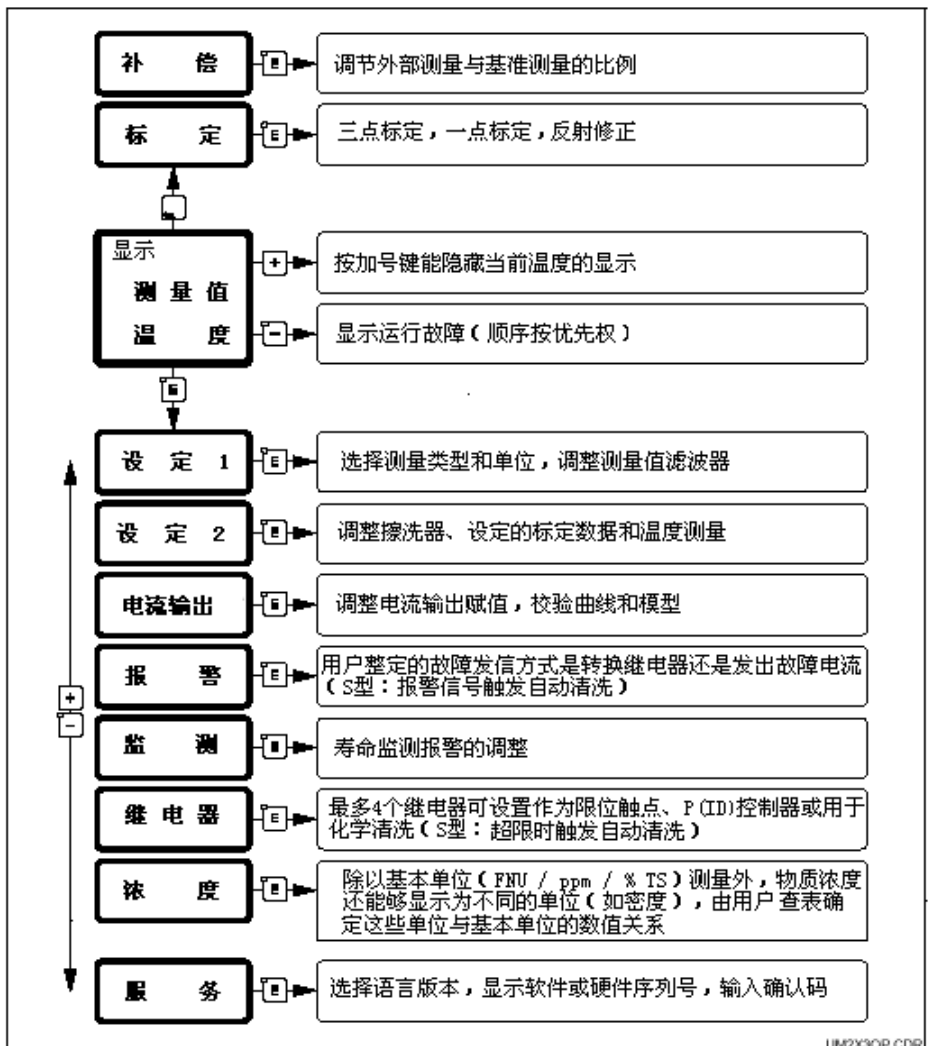 补 偿
E
调节外部测量与基准测量的比例
标 定
E
三点标定，一点标定，反射修正
显示
测 量 值
温 度
+
按加号键能隐藏当前温度的显示
-
显示运行故障（顺序按优先权）
E
设 定 1
E
选择测量类型和单位，调整测量值滤波器
设 定 2
E
调整擦洗器、设定的标定数据和温度测量
电流输出
E
调整电流输出赋值，校验曲线和模型
报 警
E
用户整定的故障发信方式是转换继电器还是发出故障电流
（S型：报警信号触发自动清洗）
+
-
监 测
E
寿命监测报警的调整
继 电 器
E
最多4个继电器可设置作为限位触点、P(ID)控制器或用于
化学清洗（S型：超限时触发自动清洗）
浓 度
E
除以基本单位（FNU / ppm / % TS）测量外，物质浓度
还能够显示为不同的单位（如密度），由用户查表确
定这些单位与基本单位的数值关系
服 务
E
选择语言版本，显示软件或硬件序列号，输入确认码